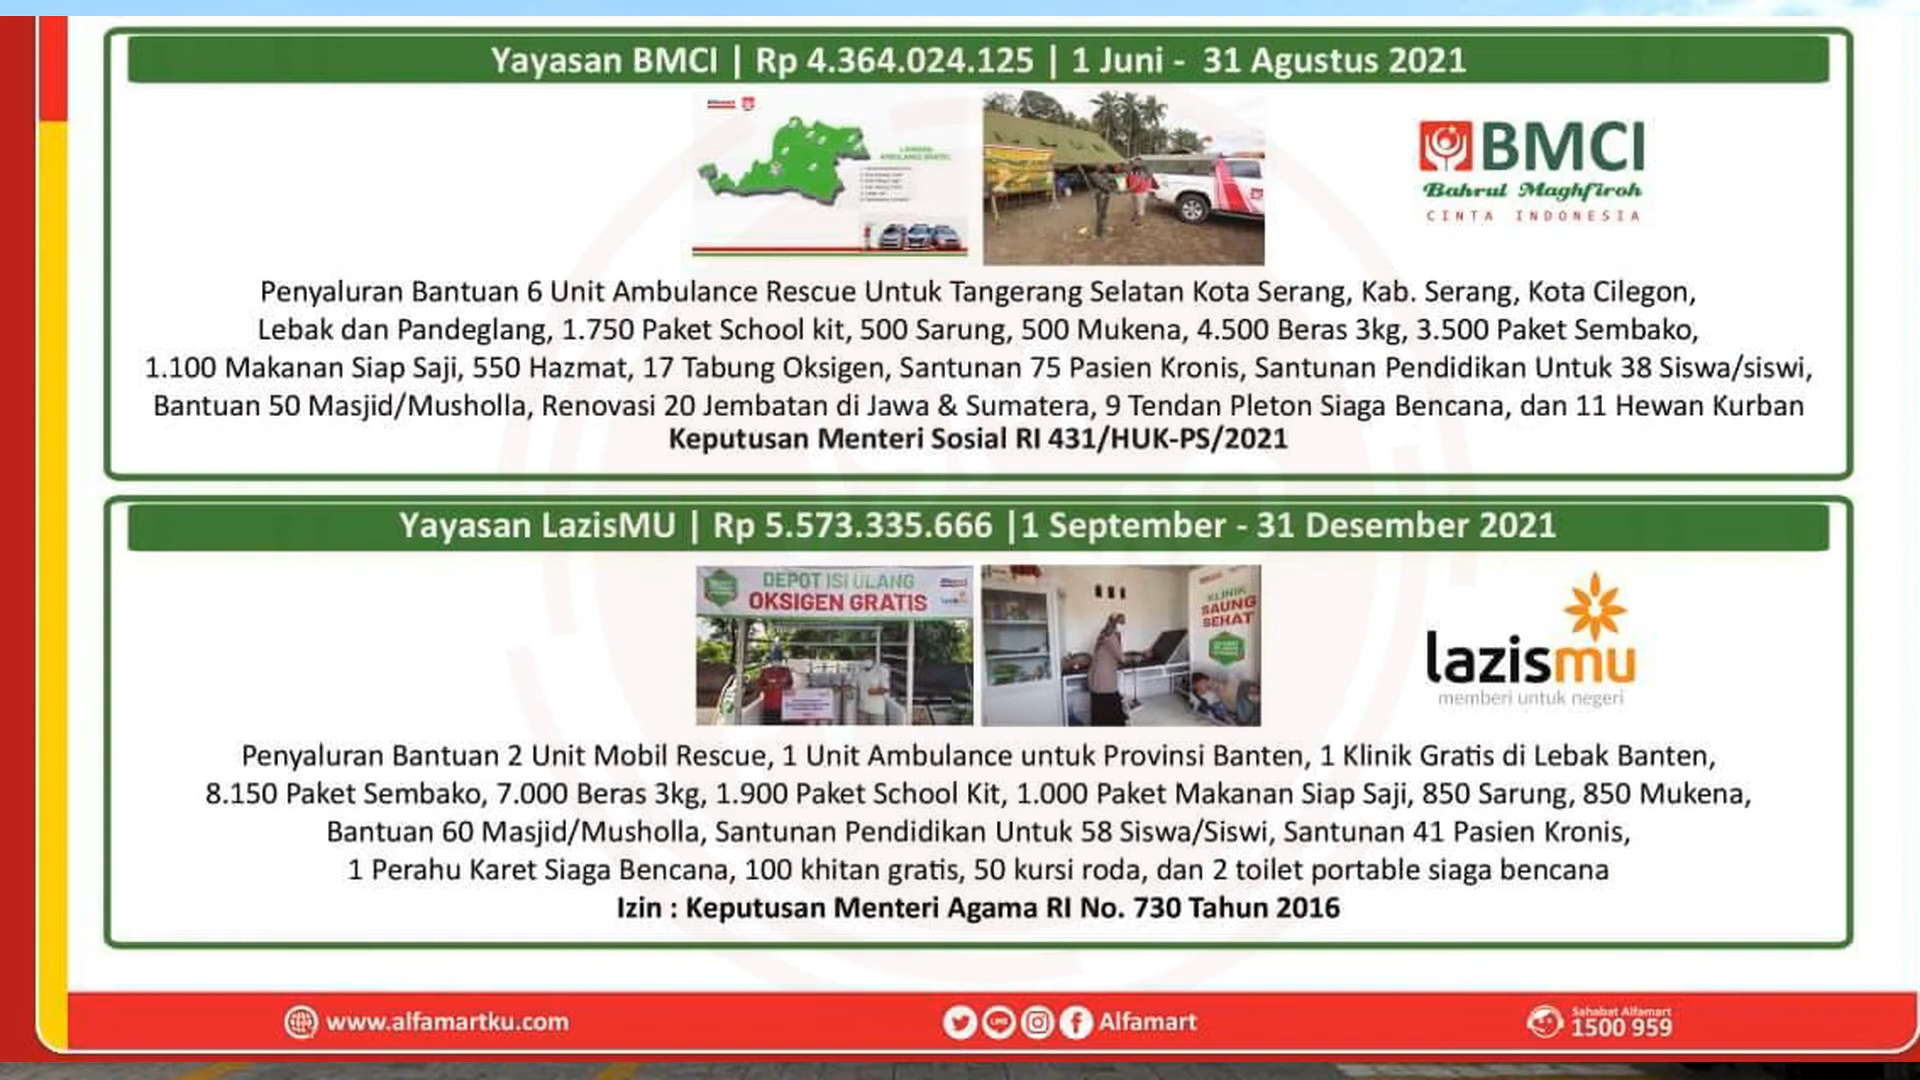 Yayasan BMCI | Rp 4.364.024.125 | 1 Juni - 31 Agustus 2021
BMCI
Bahrul Maghfiroh
CINTA INDONESIA
Penyaluran Bantuan 6 Unit Ambulance Rescue Untuk Tangerang Selatan Kota Serang, Kab. Serang, Kota Cilegon,
Lebak dan Pandeglang, 1.750 Paket School kit, 500 Sarung, 500 Mukena, 4.500 Beras 3kg, 3.500 Paket Sembako,
1.100 Makanan Siap Saji, 550 Hazmat, 17 Tabung Oksigen, Santunan 75 Pasien Kronis, Santunan Pendidikan Untuk 38 Siswa/siswi,
Bantuan 50 Masjid/Musholla, Renovasi 20 Jembatan di Jawa & Sumatera, 9 Tendan Pleton Siaga Bencana, dan 11 Hewan Kurban
Keputusan Menteri Sosial RI 431/HUK-PS/2021
Yayasan LazisMU | Rp 5.573.335.666 |1 September - 31 Desember 2021
DEPOT ISI ULANG
OKSIGEN GRATIS
KLINIK
SAUNG
SEHAT
lazismu
memberi untuk negeri
Penyaluran Bantuan 2 Unit Mobil Rescue, 1 Unit Ambulance untuk Provinsi Banten, 1 Klinik Gratis di Lebak Banten,
8.150 Paket Sembako, 7.000 Beras 3kg, 1.900 Paket School Kit, 1.000 Paket Makanan Siap Saji, 850 Sarung, 850 Mukena,
Bantuan 60 Masjid/Musholla, Santunan Pendidikan Untuk 58 Siswa/Siswi, Santunan 41 Pasien Kronis,
1 Perahu Karet Siaga Bencana, 100 khitan gratis, 50 kursi roda, dan 2 toilet portable siaga bencana
Izin : Keputusan Menteri Agama RI No. 730 Tahun 2016
www.alfamartku.com
Alfamart
Sahabat Alfamart
1500 959